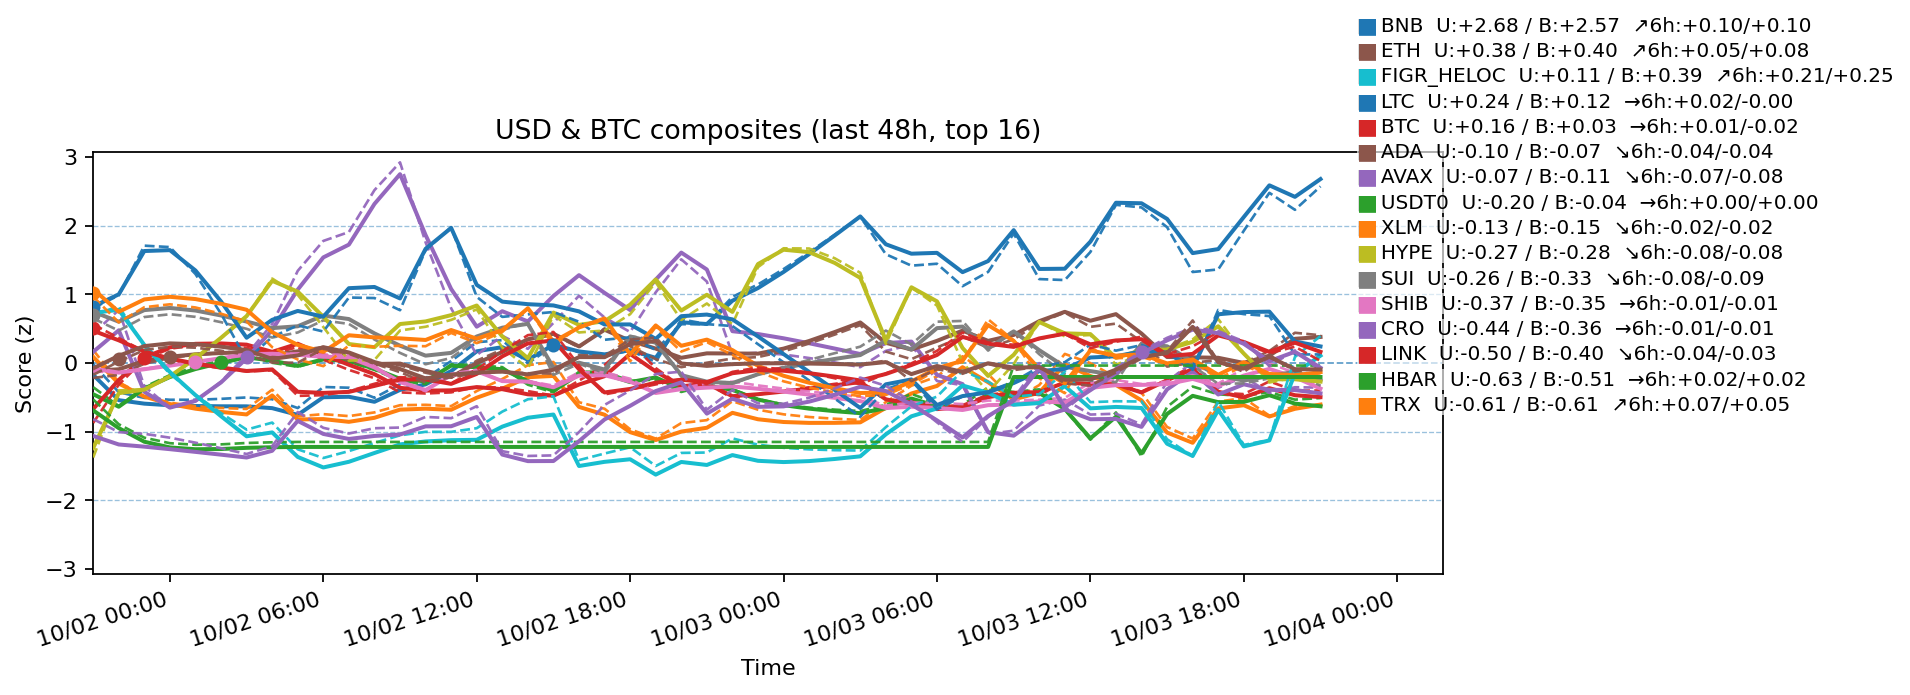 BNB U:+2.68 / B:+2.57 ↗6h:+0.10/+0.10
ETH U:+0.38 / B:+0.40 ↗6h:+0.05/+0.08
FIGR_HELOC U:+0.11 / B:+0.39 ↗6h:+0.21/+0.25
LTC U:+0.24 / B:+0.12 →6h:+0.02/-0.00
BTC U:+0.16 / B:+0.03 →6h:+0.01/-0.02
ADA U:-0.10 / B:-0.07 ↘6h:-0.04/-0.04
AVAX U:-0.07 / B:-0.11 ↘6h:-0.07/-0.08
USDT0 U:-0.20 / B:-0.04 →6h:+0.00/+0.00
XLM U:-0.13 / B:-0.15 ↘6h:-0.02/-0.02
HYPE U:-0.27 / B:-0.28 ↘6h:-0.08/-0.08
SUI U:-0.26 / B:-0.33 ↘6h:-0.08/-0.09
SHIB U:-0.37 / B:-0.35 →6h:-0.01/-0.01
CRO U:-0.44 / B:-0.36 →6h:-0.01/-0.01
LINK U:-0.50 / B:-0.40 ↘6h:-0.04/-0.03
HBAR U:-0.63 / B:-0.51 →6h:+0.02/+0.02
TRX U:-0.61 / B:-0.61 ↗6h:+0.07/+0.05
USD & BTC composites (last 48h, top 16)
Score (z)
3
2
1
0
−1
−2
−3
10/02 00:00
10/02 06:00
10/02 12:00
10/02 18:00
10/03 00:00
10/03 06:00
10/03 12:00
10/03 18:00
10/04 00:00
Time